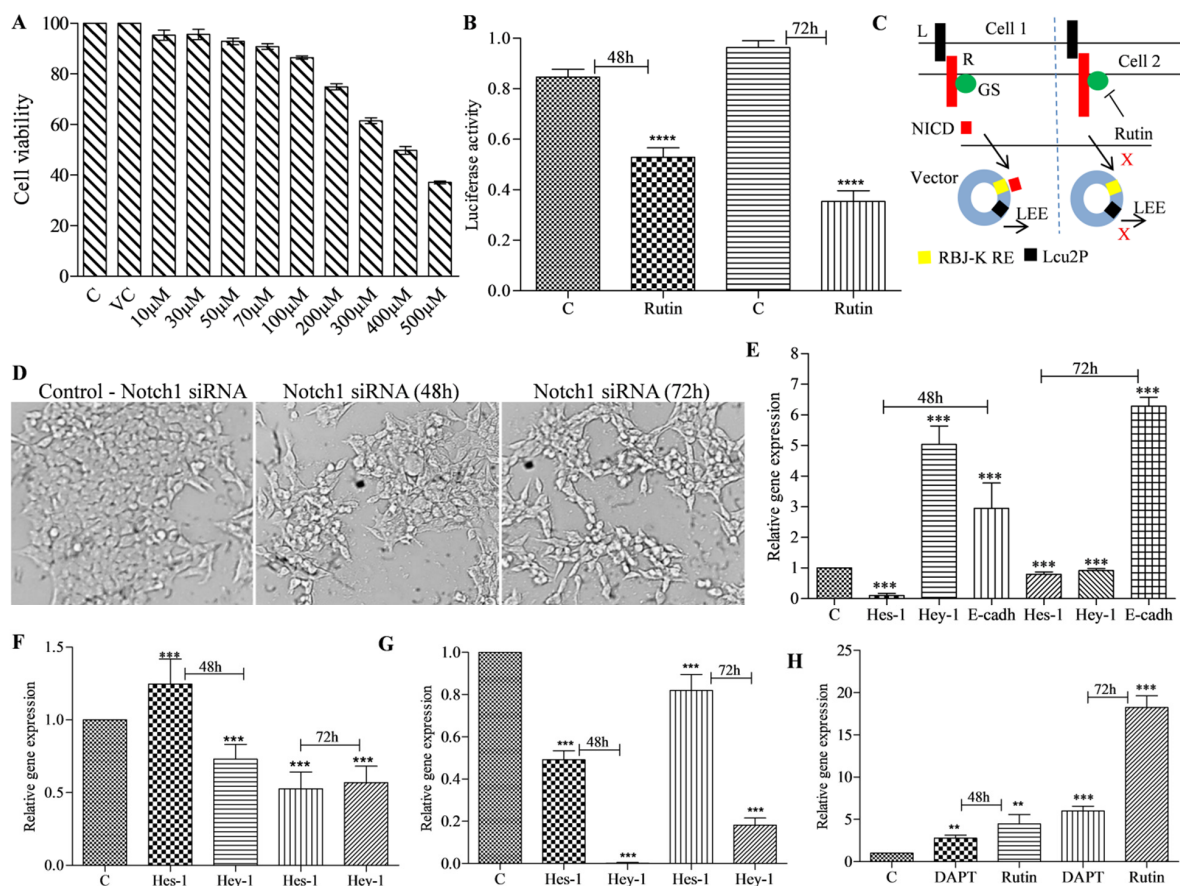 A
Cell viability
100
80
60
40
20
0
C
VC
10µM
30µM
50µM
70µM
100µM
200µM
300µM
400µM
500µM
B
Luciferase activity
1.0
0.8
0.6
0.4
0.2
0.0
48h
72h
****
****
C Rutin C Rutin
C
L
Cell 1
R
Cell 2
GS
NICD
Rutin
X
Vector
LEE
LEE
X
RBJ-K RE
Lcu2P
D
Control - Notch1 siRNA
Notch1 siRNA (48h)
Notch1 siRNA (72h)
E
Relative gene expression
8
7
6
5
4
3
2
1
0
48h
72h
***
***
***
***
***
***
C Hes-1 Hey-1 E-cadh Hes-1 Hey-1 E-cadh
F
Relative gene expression
1.5
1.0
0.5
0.0
***
48h
***
72h
***
***
C Hes-1 Hey-1 Hes-1 Hey-1
G
Relative gene expression
1.0
0.8
0.6
0.4
0.2
0.0
***
48h
***
***
72h
***
C Hes-1 Hey-1 Hes-1 Hey-1
H
Relative gene expression
25
20
15
10
5
0
48h
72h
**
**
***
***
C DAPT Rutin DAPT Rutin